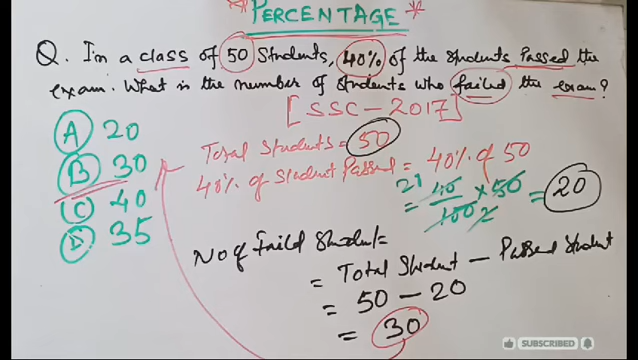 * PERCENTAGE *
Q. In a class of 50 Students, 40% of the students passed the
exam. What is the number of students who failed the exam?
[SSC-2017]
A 20
B 30
C 40
D 35
Total Students = 50
40% of Student Passed = 40% of 50
= 40/100 × 50 = 20
No of Faild Student =
= Total Student - Passed Student
= 50 - 20
= 30
SUBSCRIBED